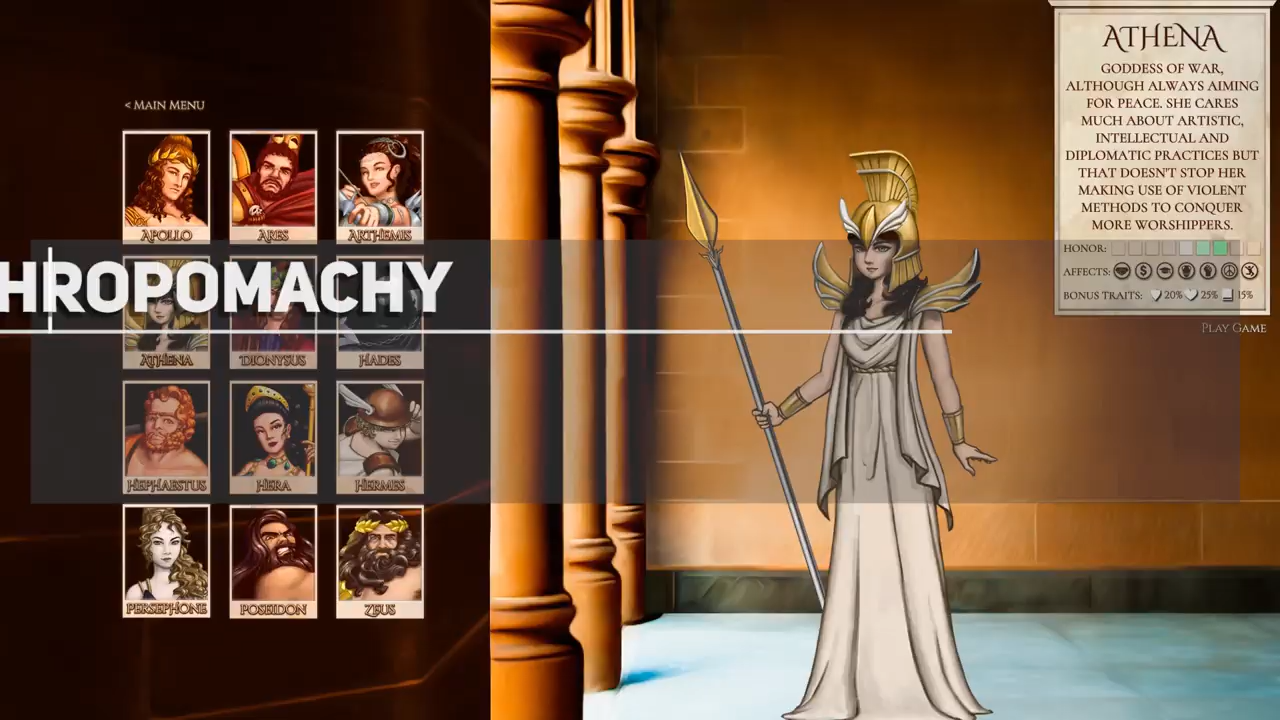 < Main Menu
APOLLO
ARES
ARTHEMIS
HROPOMACHY
ATHENA
DIONYSUS
HADES
HEPHAESTUS
HERA
HERMES
PERSEPHONE
POSEIDON
ZEUS
ATHENA
GODDESS OF WAR,
ALTHOUGH ALWAYS AIMING
FOR PEACE. SHE CARES
MUCH ABOUT ARTISTIC,
INTELLECTUAL AND
DIPLOMATIC PRACTICES BUT
THAT DOESN'T STOP HER
MAKING USE OF VIOLENT
METHODS TO CONQUER
MORE WORSHIPPERS.
HONOR:
AFFECTS:
BONUS TRAITS: 20% 25% 15%
Play Game